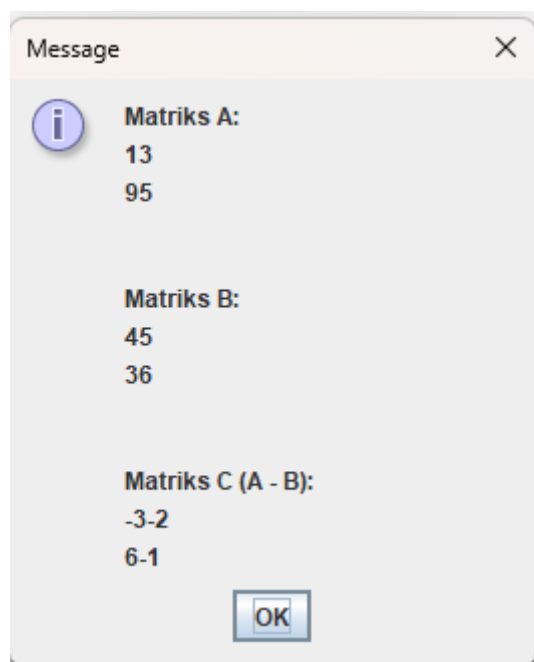 Message
Matriks A:
13
95
Matriks B:
45
36
Matriks C (A - B):
-3-2
6-1
OK